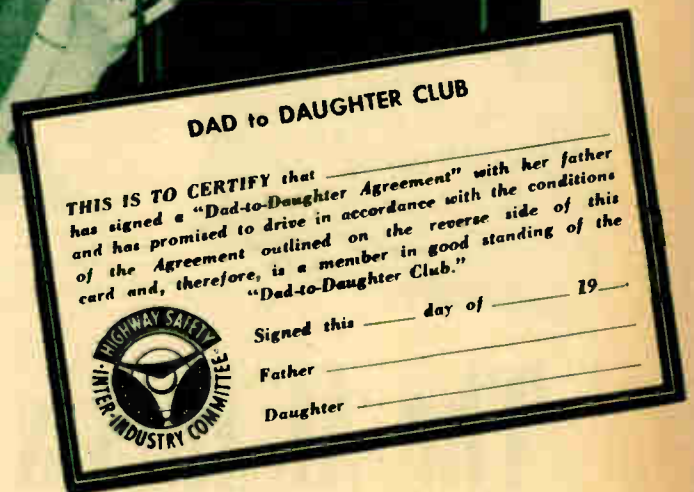 DAD to DAUGHTER CLUB
THIS IS TO CERTIFY that
has signed a "Dad-to-Daughter Agreement" with her father
and has promised to drive in accordance with the conditions
of the Agreement outlined on the reverse side of this
card and, therefore, is a member in good standing of the
"Dad-to-Daughter Club."
Signed this ____ day of ____ 19__.
Father
Daughter
HIGHWAY SAFETY
INTER-INDUSTRY COMMITTEE